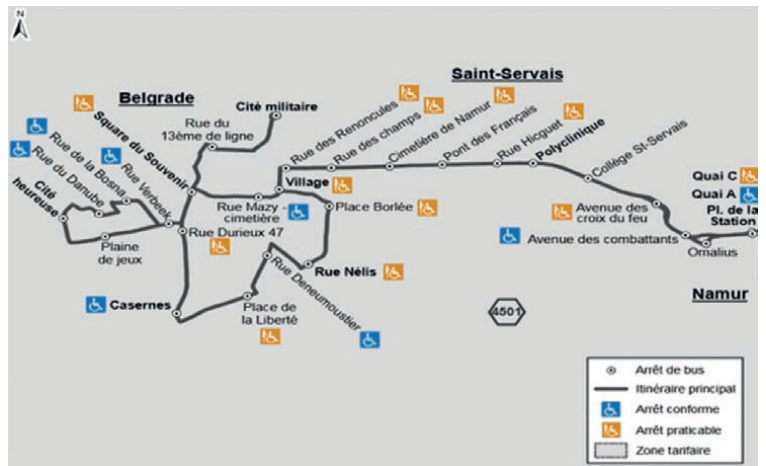 N
Belgrade
Saint-Servais
Cité militaire
Rue du
13ème de ligne
Square du Souvenir
Rue de la Bosna
Rue du Danube
Rue Verbeek
Cité
heureuse
Plaine
de jeux
Rue Durieux 47
Rue Mazy -
cimetière
Village
Place Borlée
Rue Nélis
Rue Deneumoustier
Place de
la Liberté
Casernes
Rue des Renoncules
Rue des champs
Cimetière de Namur
Pont des Français
Rue Hicguet
Polyclinique
Collège St-Servais
Avenue des
croix du feu
Avenue des combattants
Quai C
Quai A
Pl. de la
Station
Omalius
Namur
4501
Arrêt de bus
Itinéraire principal
Arrêt conforme
Arrêt praticable
Zone tarifaire